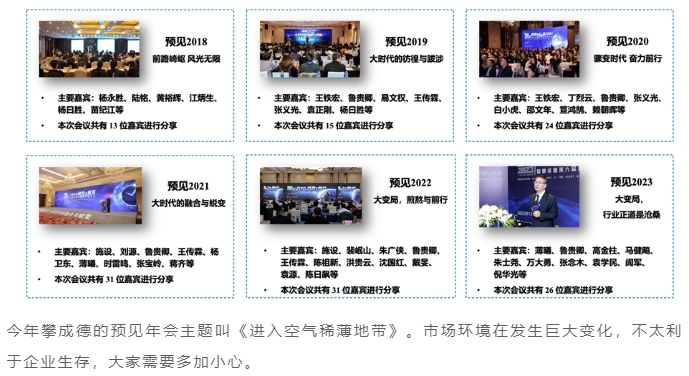 预见2018
前路崎岖 风光无限
• 主要嘉宾：杨永胜、陆铭、黄裕辉、江炳生、
杨曰胜、苗纪江等
• 本次会议共有 13 位嘉宾进行分享
预见2019
大时代的彷徨与跋涉
• 主要嘉宾：王铁宏、鲁贵卿、易文权、王传霖、
张义光、袁正刚、杨曰胜等
• 本次会议共有 15 位嘉宾进行分享
预见2020
骤变时代 奋力前行
• 主要嘉宾：王铁宏、丁烈云、鲁贵卿、张义光、
白小虎、邵文年、笪鸿鹄、赖朝晖等
• 本次会议共有 24 位嘉宾进行分享
预见2021
大时代的融合与蜕变
• 主要嘉宾：施设、刘源、鲁贵卿、王传霖、杨
卫东、薄曦、时雷鸣、张宝岭、蒋齐等
• 本次会议共有 31 位嘉宾进行分享
预见2022
大变局，煎熬与前行
• 主要嘉宾：施设、裴岷山、朱广侠、鲁贵卿、
王传霖、陈祖新、洪贵云、沈国红、戴旻、
袁源、陈日飙等
• 本次会议共有 31 位嘉宾进行分享
预见2023
大变局，
行业正道是沧桑
• 主要嘉宾：薄曦、鲁贵卿、高金柱、马健飚、
朱士尧、万大勇、张念木、袁学民、闾军、
倪华光等
• 本次会议共有 26 位嘉宾进行分享
今年攀成德的预见年会主题叫《进入空气稀薄地带》。市场环境在发生巨大变化，不太利
于企业生存，大家需要多加小心。